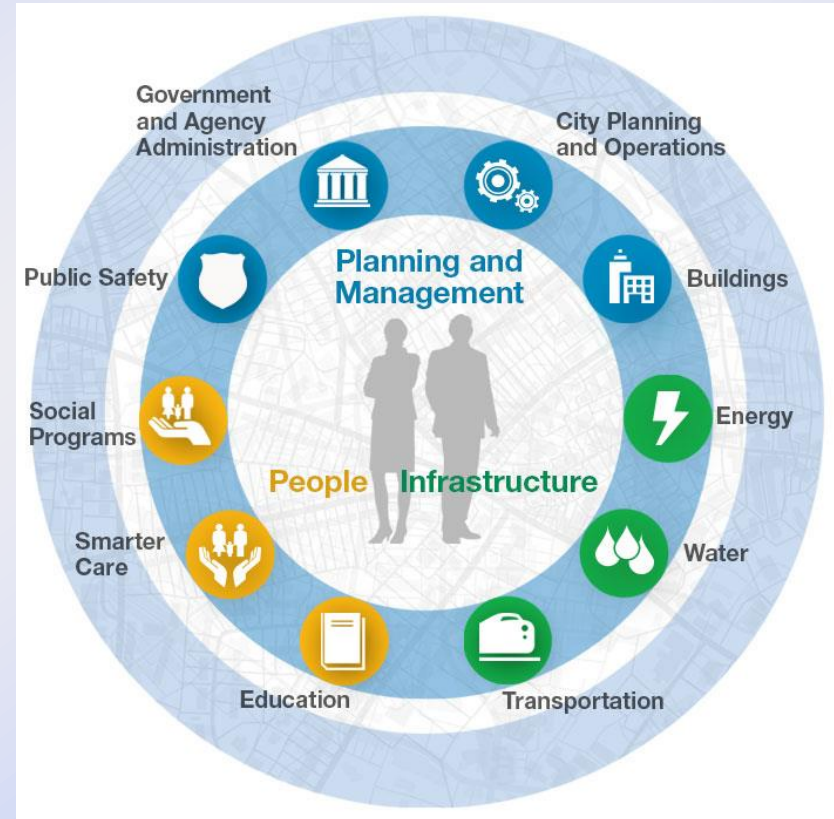 Government
and Agency
Administration
City Planning
and Operations
Public Safety
Planning and
Management
Buildings
Social
Programs
Energy
People
Infrastructure
Smarter
Care
Water
Education
Transportation